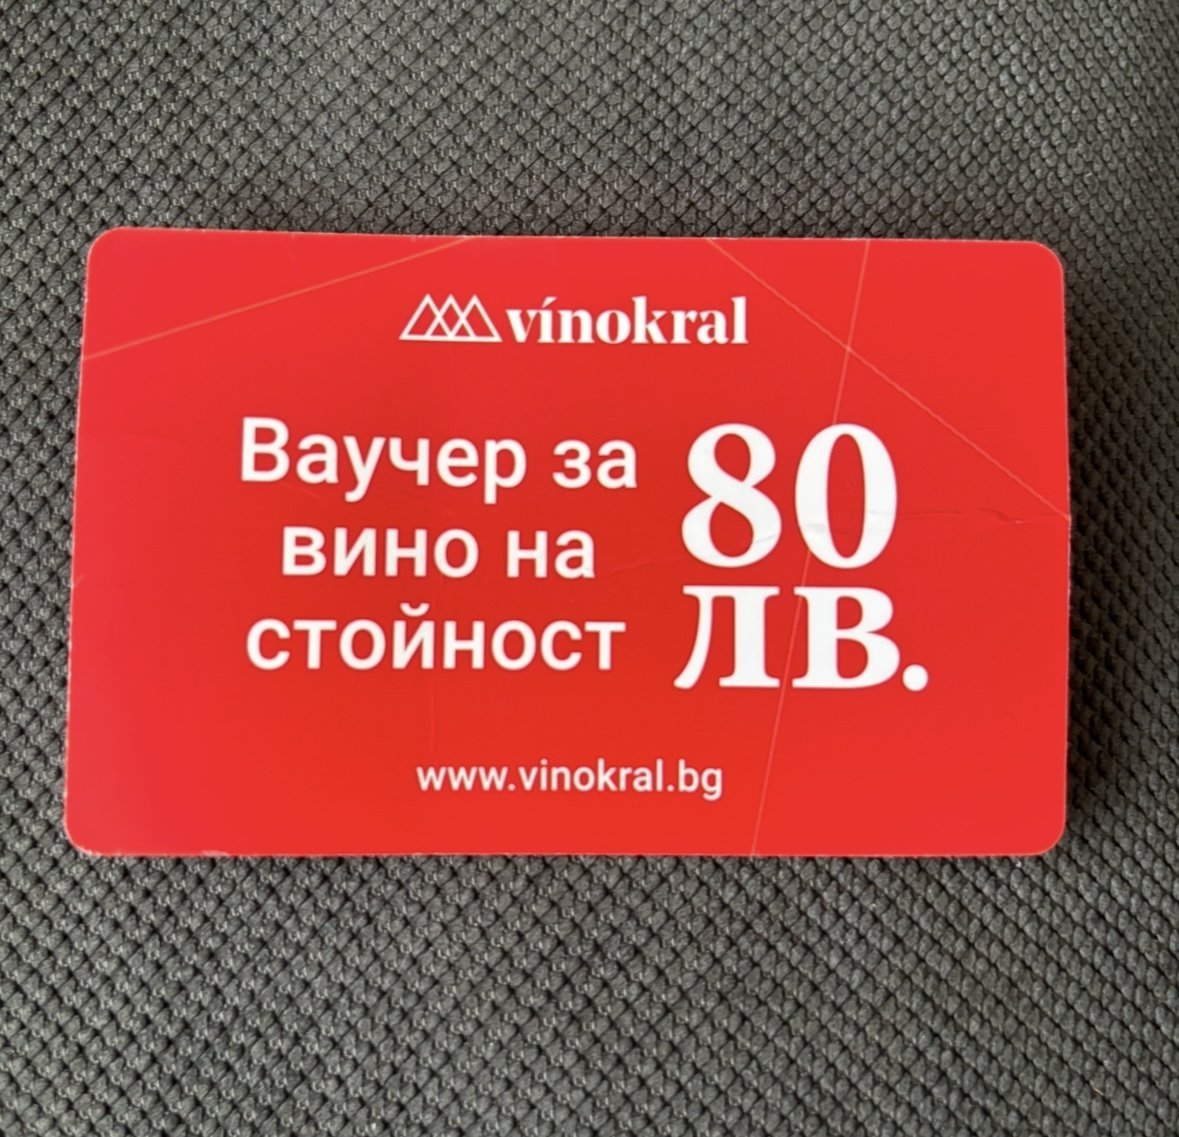 vínokral
Ваучер за
вино на
стойност
80
лв.
www.vinokral.bg